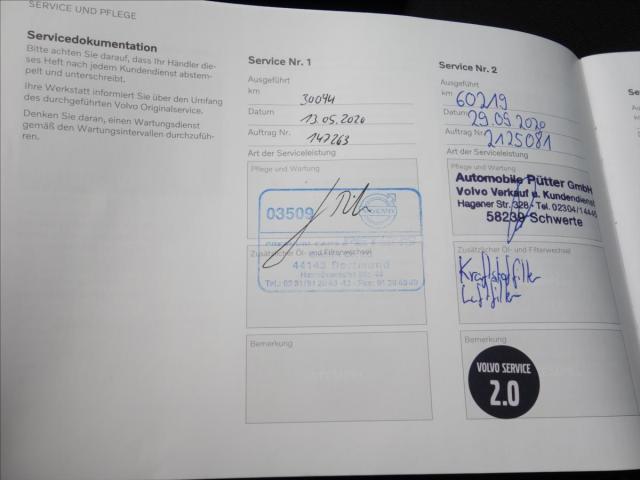 SERVICE UND PFLEGE
Servicedokumentation
Bitte achten Sie darauf, dass Ihr Händler die-
ses Heft nach jedem Kundendienst abstem-
pelt und unterschreibt.
Ihre Werkstatt informiert Sie über den Umfang
des durchgeführten Volvo Originalservice.
Denken Sie daran, einen Wartungsdienst
gemäß den Wartungsintervallen durchzufüh-
ren.
Service Nr. 1
Ausgeführt
km 30094
Datum 13.05.2020
Auftrag Nr. 147263
Art der Serviceleistung
Pflege und Wartung
03509
VOLVO
Zusätzlicher Öl- und Filterwechsel
44143 Dortmund
Bemerkung
Service Nr. 2
Ausgeführt
km 60219
Datum 29.09.2020
Auftrag Nr. 2125081
Art der Serviceleistung
Pflege und Wartung
Automobile Pütter GmbH
Volvo Verkauf u. Kundendienst
Hagener Str. 328 - Tel. 02304/14445
58239 Schwerte
Zusätzlicher Öl- und Filterwechsel
Kraftstoffilter
Luftfilter
Bemerkung
VOLVO SERVICE
2.0